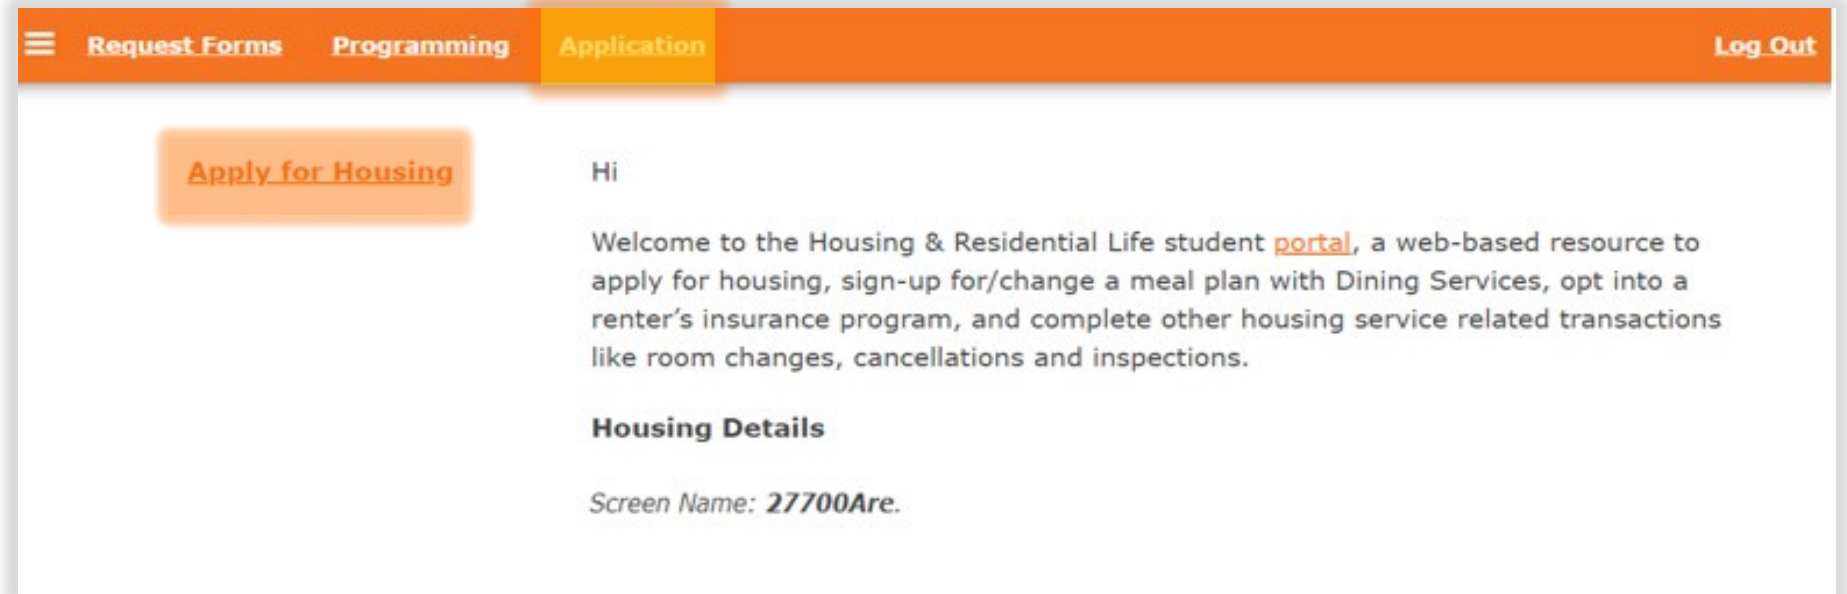 Request Forms Programming Application Log Out
Apply for Housing
Hi
Welcome to the Housing & Residential Life student portal, a web-based resource to
apply for housing, sign-up for/change a meal plan with Dining Services, opt into a
renter’s insurance program, and complete other housing service related transactions
like room changes, cancellations and inspections.
Housing Details
Screen Name: 27700Are.